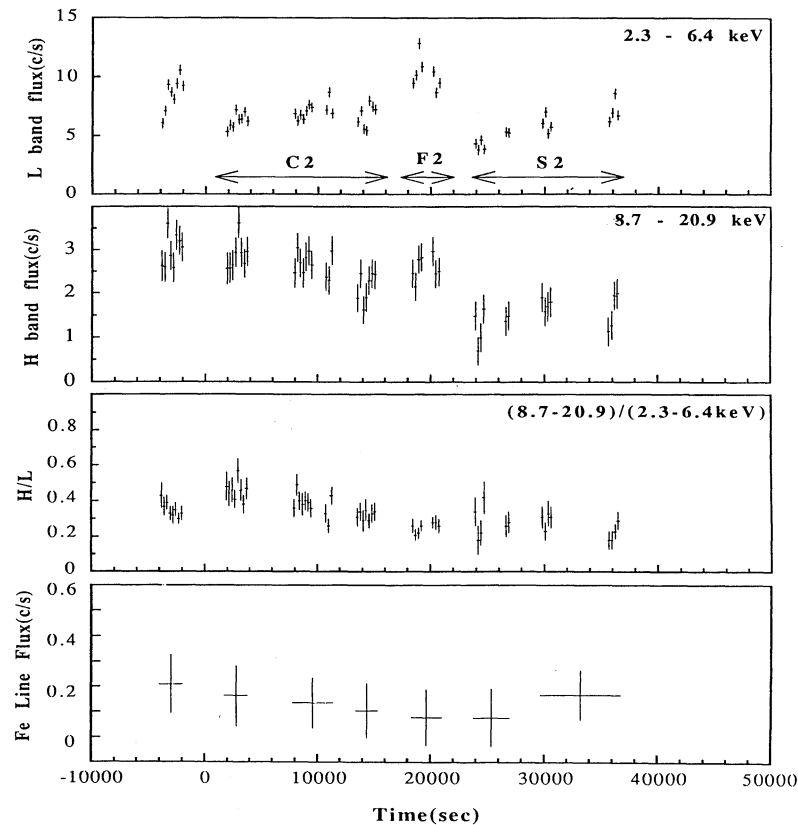 15
10
5
0
L band flux(c/s)
2.3 - 6.4 keV
C2
F2
S2
3
2
1
0
H band flux(c/s)
8.7 - 20.9 keV
0.8
0.6
0.4
0.2
0
H/L
(8.7-20.9)/(2.3-6.4keV)
0.6
0.4
0.2
0
Fe Line Flux(c/s)
-10000 0 10000 20000 30000 40000 50000
Time(sec)